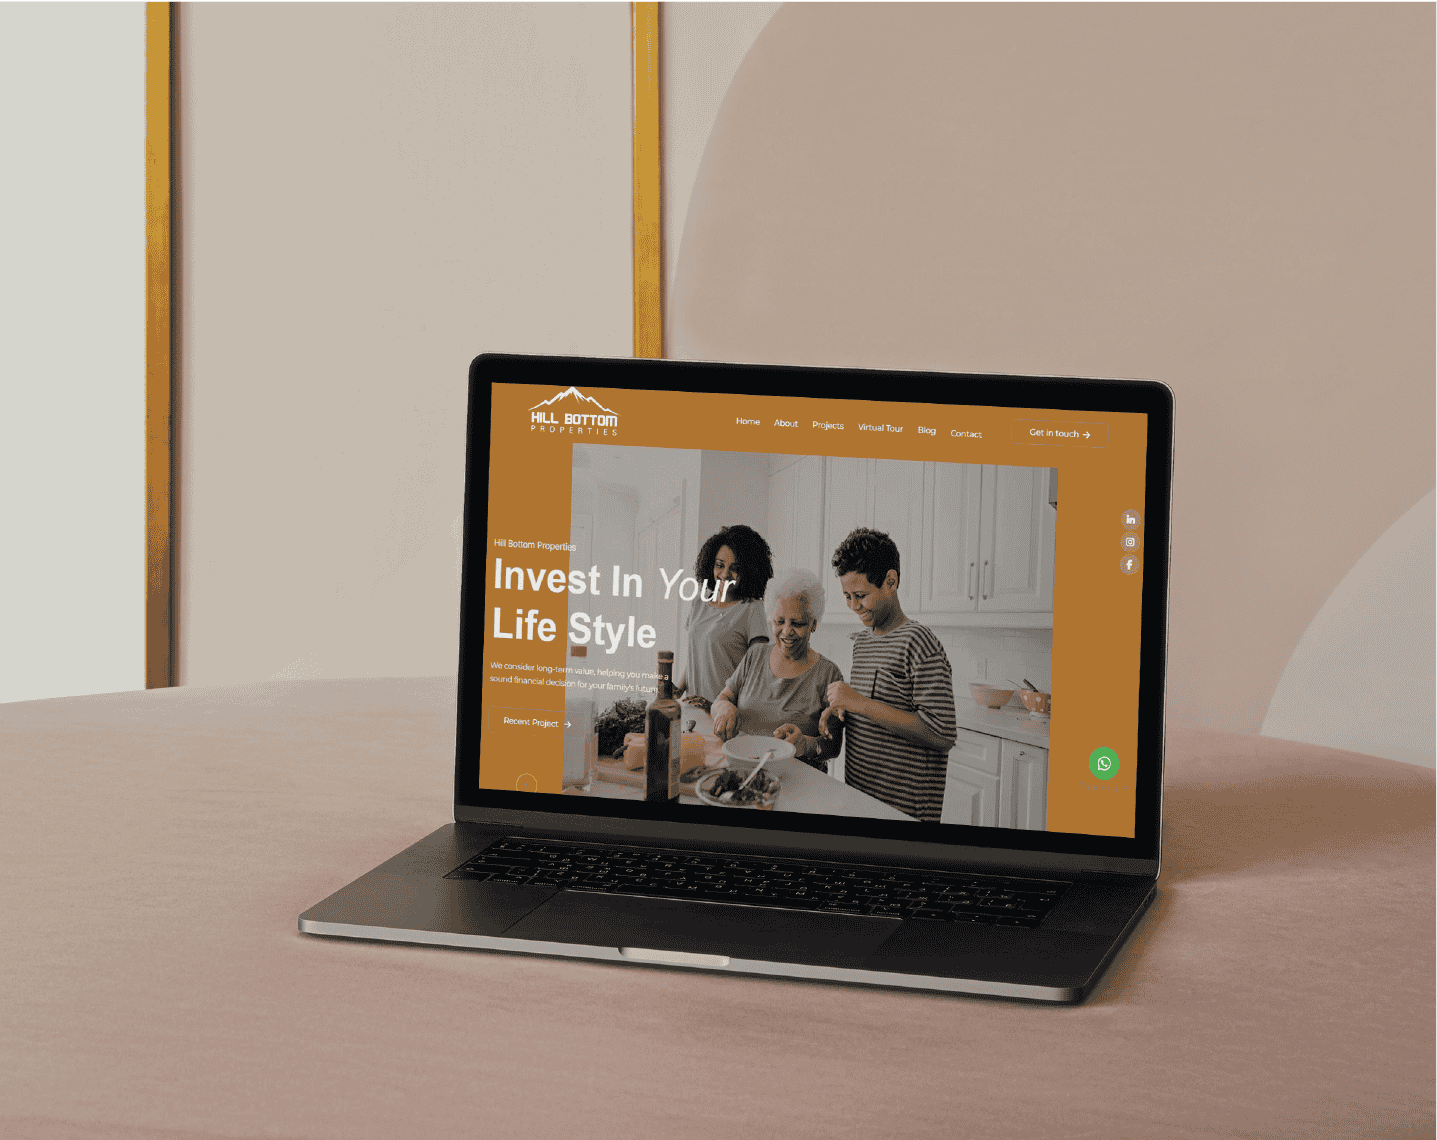 HILL BOTTOM
PROPERTIES
Home About Projects Virtual Tour Blog Contact Get in touch →
Hill Bottom Properties
Invest In Your
Life Style
We consider long-term value, helping you make a
sound financial decision for your family's future
Recent Project →